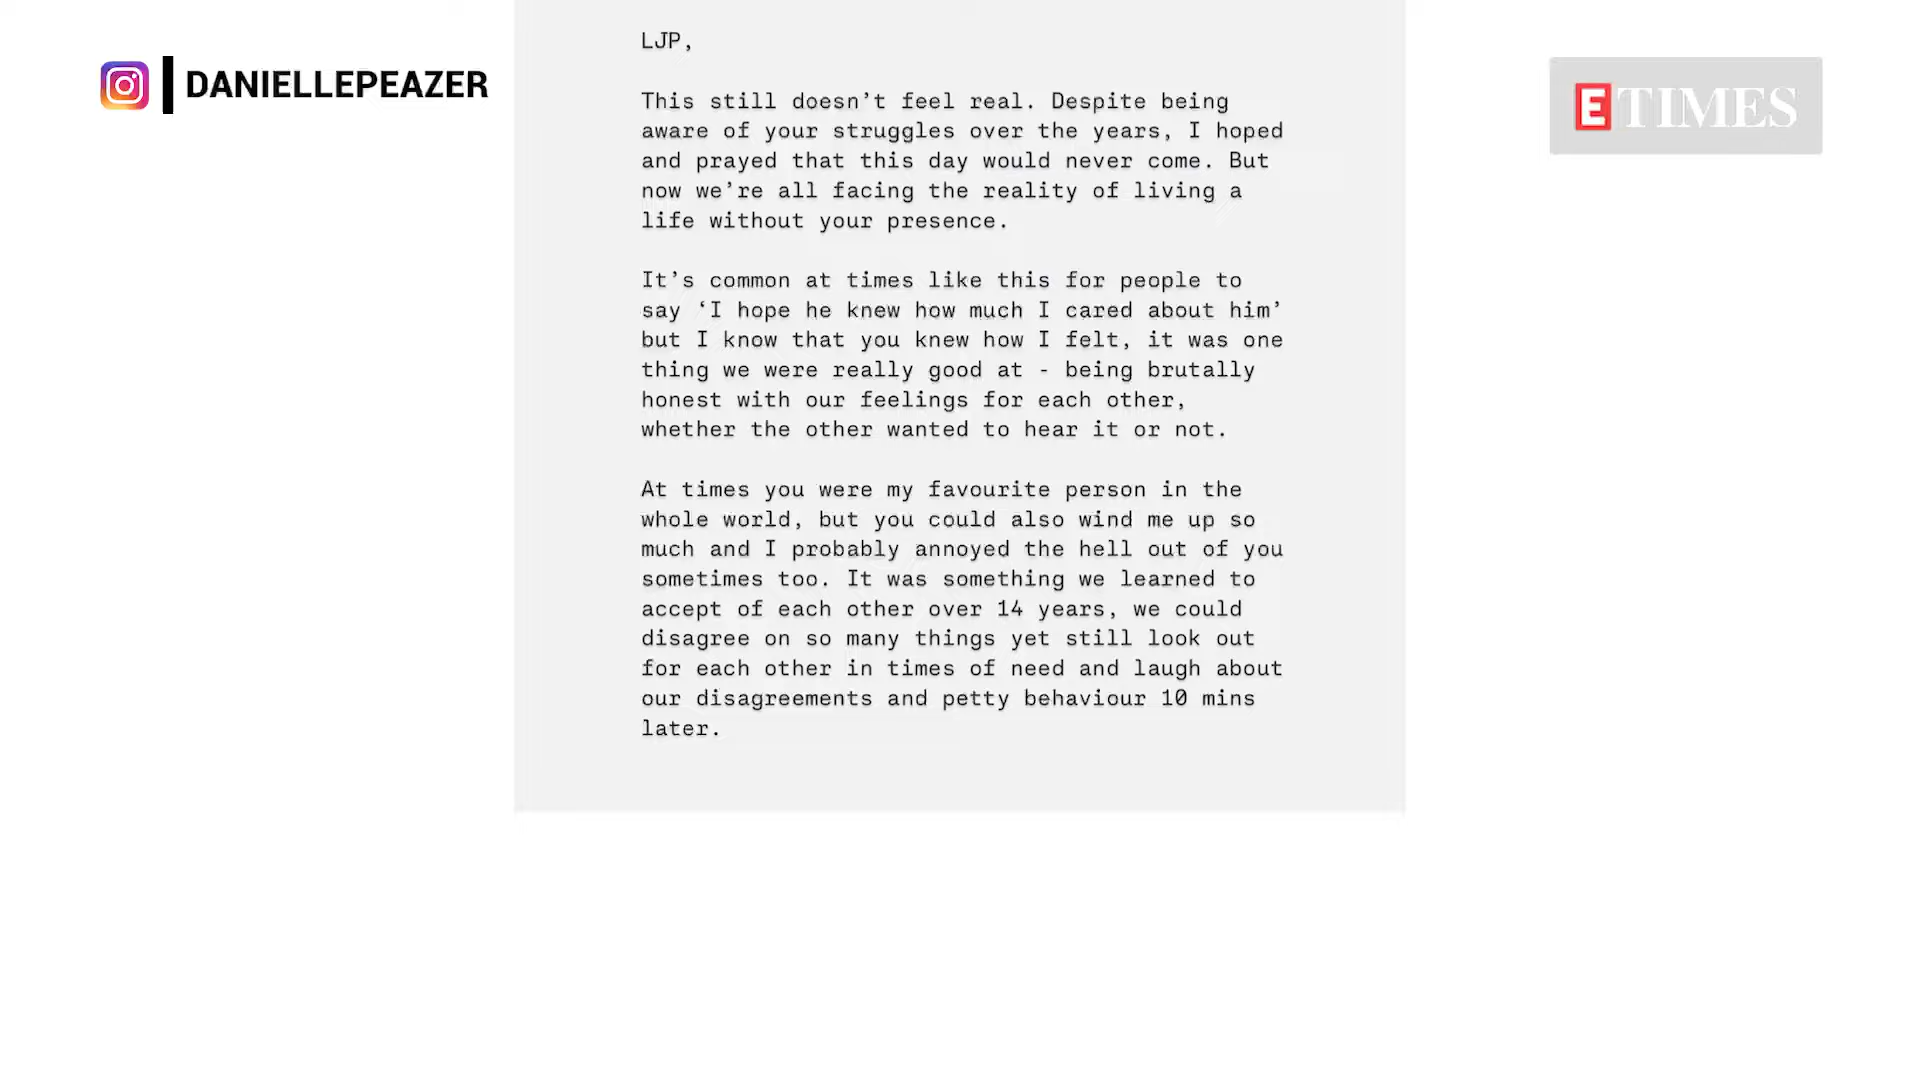 DANIELLEPEAZER
ETIMES
LJP,
This still doesn’t feel real. Despite being
aware of your struggles over the years, I hoped
and prayed that this day would never come. But
now we’re all facing the reality of living a
life without your presence.
It’s common at times like this for people to
say ‘I hope he knew how much I cared about him’
but I know that you knew how I felt, it was one
thing we were really good at - being brutally
honest with our feelings for each other,
whether the other wanted to hear it or not.
At times you were my favourite person in the
whole world, but you could also wind me up so
much and I probably annoyed the hell out of you
sometimes too. It was something we learned to
accept of each other over 14 years, we could
disagree on so many things yet still look out
for each other in times of need and laugh about
our disagreements and petty behaviour 10 mins
later.